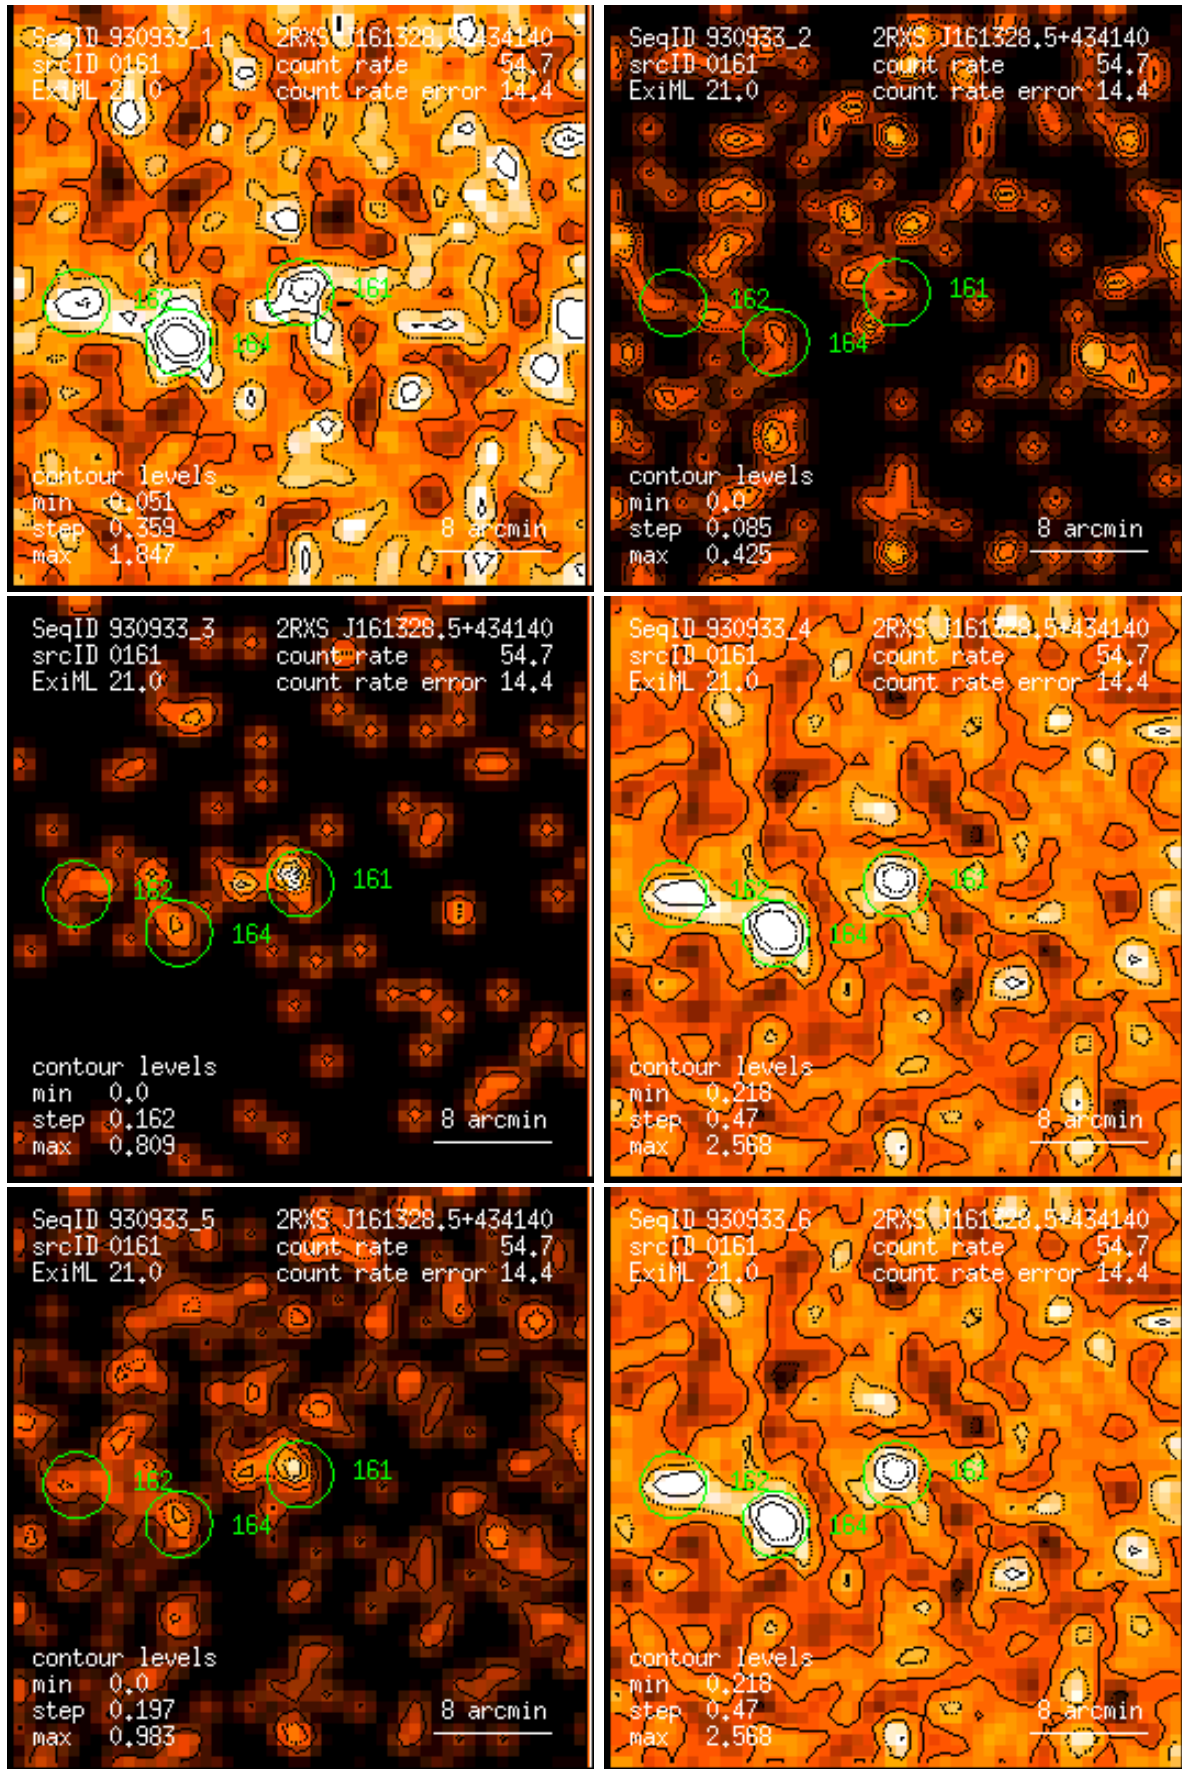 SeqID 930933_1 2RXS J161328.5+434140
srcID 0161 count rate 54.7
ExiML 21.0 count rate error 14.4
162
161
164
contour levels
min 0.051
step 0.359
max 1.847
8 arcmin
SeqID 930933_2 2RXS J161328.5+434140
srcID 0161 count rate 54.7
ExiML 21.0 count rate error 14.4
162
161
164
contour levels
min 0.0
step 0.085
max 0.425
8 arcmin
SeqID 930933_3 2RXS J161328.5+434140
srcID 0161 count rate 54.7
ExiML 21.0 count rate error 14.4
162
161
164
contour levels
min 0.0
step 0.162
max 0.809
8 arcmin
SeqID 930933_4 2RXS J161328.5+434140
srcID 0161 count rate 54.7
ExiML 21.0 count rate error 14.4
162
161
164
contour levels
min 0.218
step 0.47
max 2.568
8 arcmin
SeqID 930933_5 2RXS J161328.5+434140
srcID 0161 count rate 54.7
ExiML 21.0 count rate error 14.4
162
161
164
contour levels
min 0.0
step 0.197
max 0.983
8 arcmin
SeqID 930933_6 2RXS J161328.5+434140
srcID 0161 count rate 54.7
ExiML 21.0 count rate error 14.4
162
161
164
contour levels
min 0.218
step 0.47
max 2.568
8 arcmin